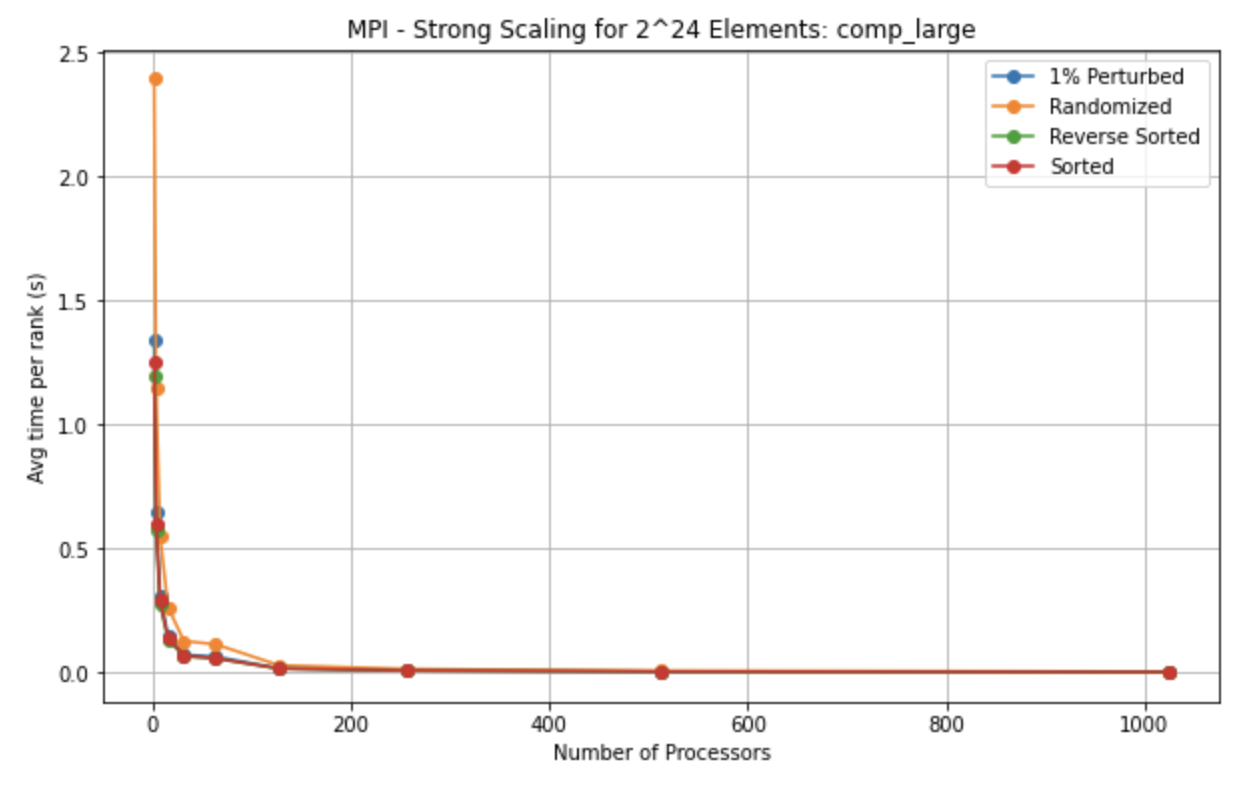 MPI - Strong Scaling for 2^24 Elements: comp_large
2.5
2.0
1.5
1.0
0.5
0.0
Avg time per rank (s)
1% Perturbed
Randomized
Reverse Sorted
Sorted
0 200 400 600 800 1000
Number of Processors